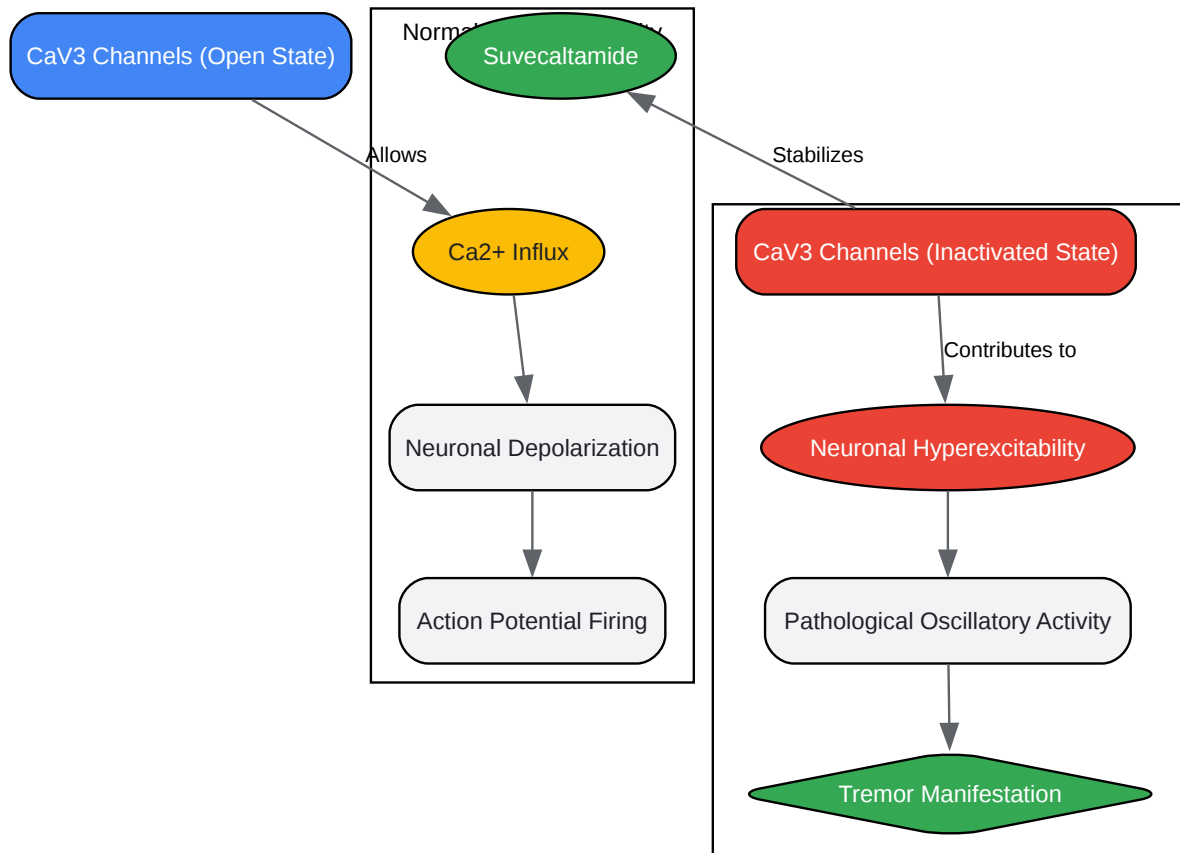 CaV3 Channels (Open State)
Normal
Suvecaltamide
Allows
Stabilizes
Ca2+ Influx
CaV3 Channels (Inactivated State)
Contributes to
Neuronal Depolarization
Neuronal Hyperexcitability
Action Potential Firing
Pathological Oscillatory Activity
Tremor Manifestation